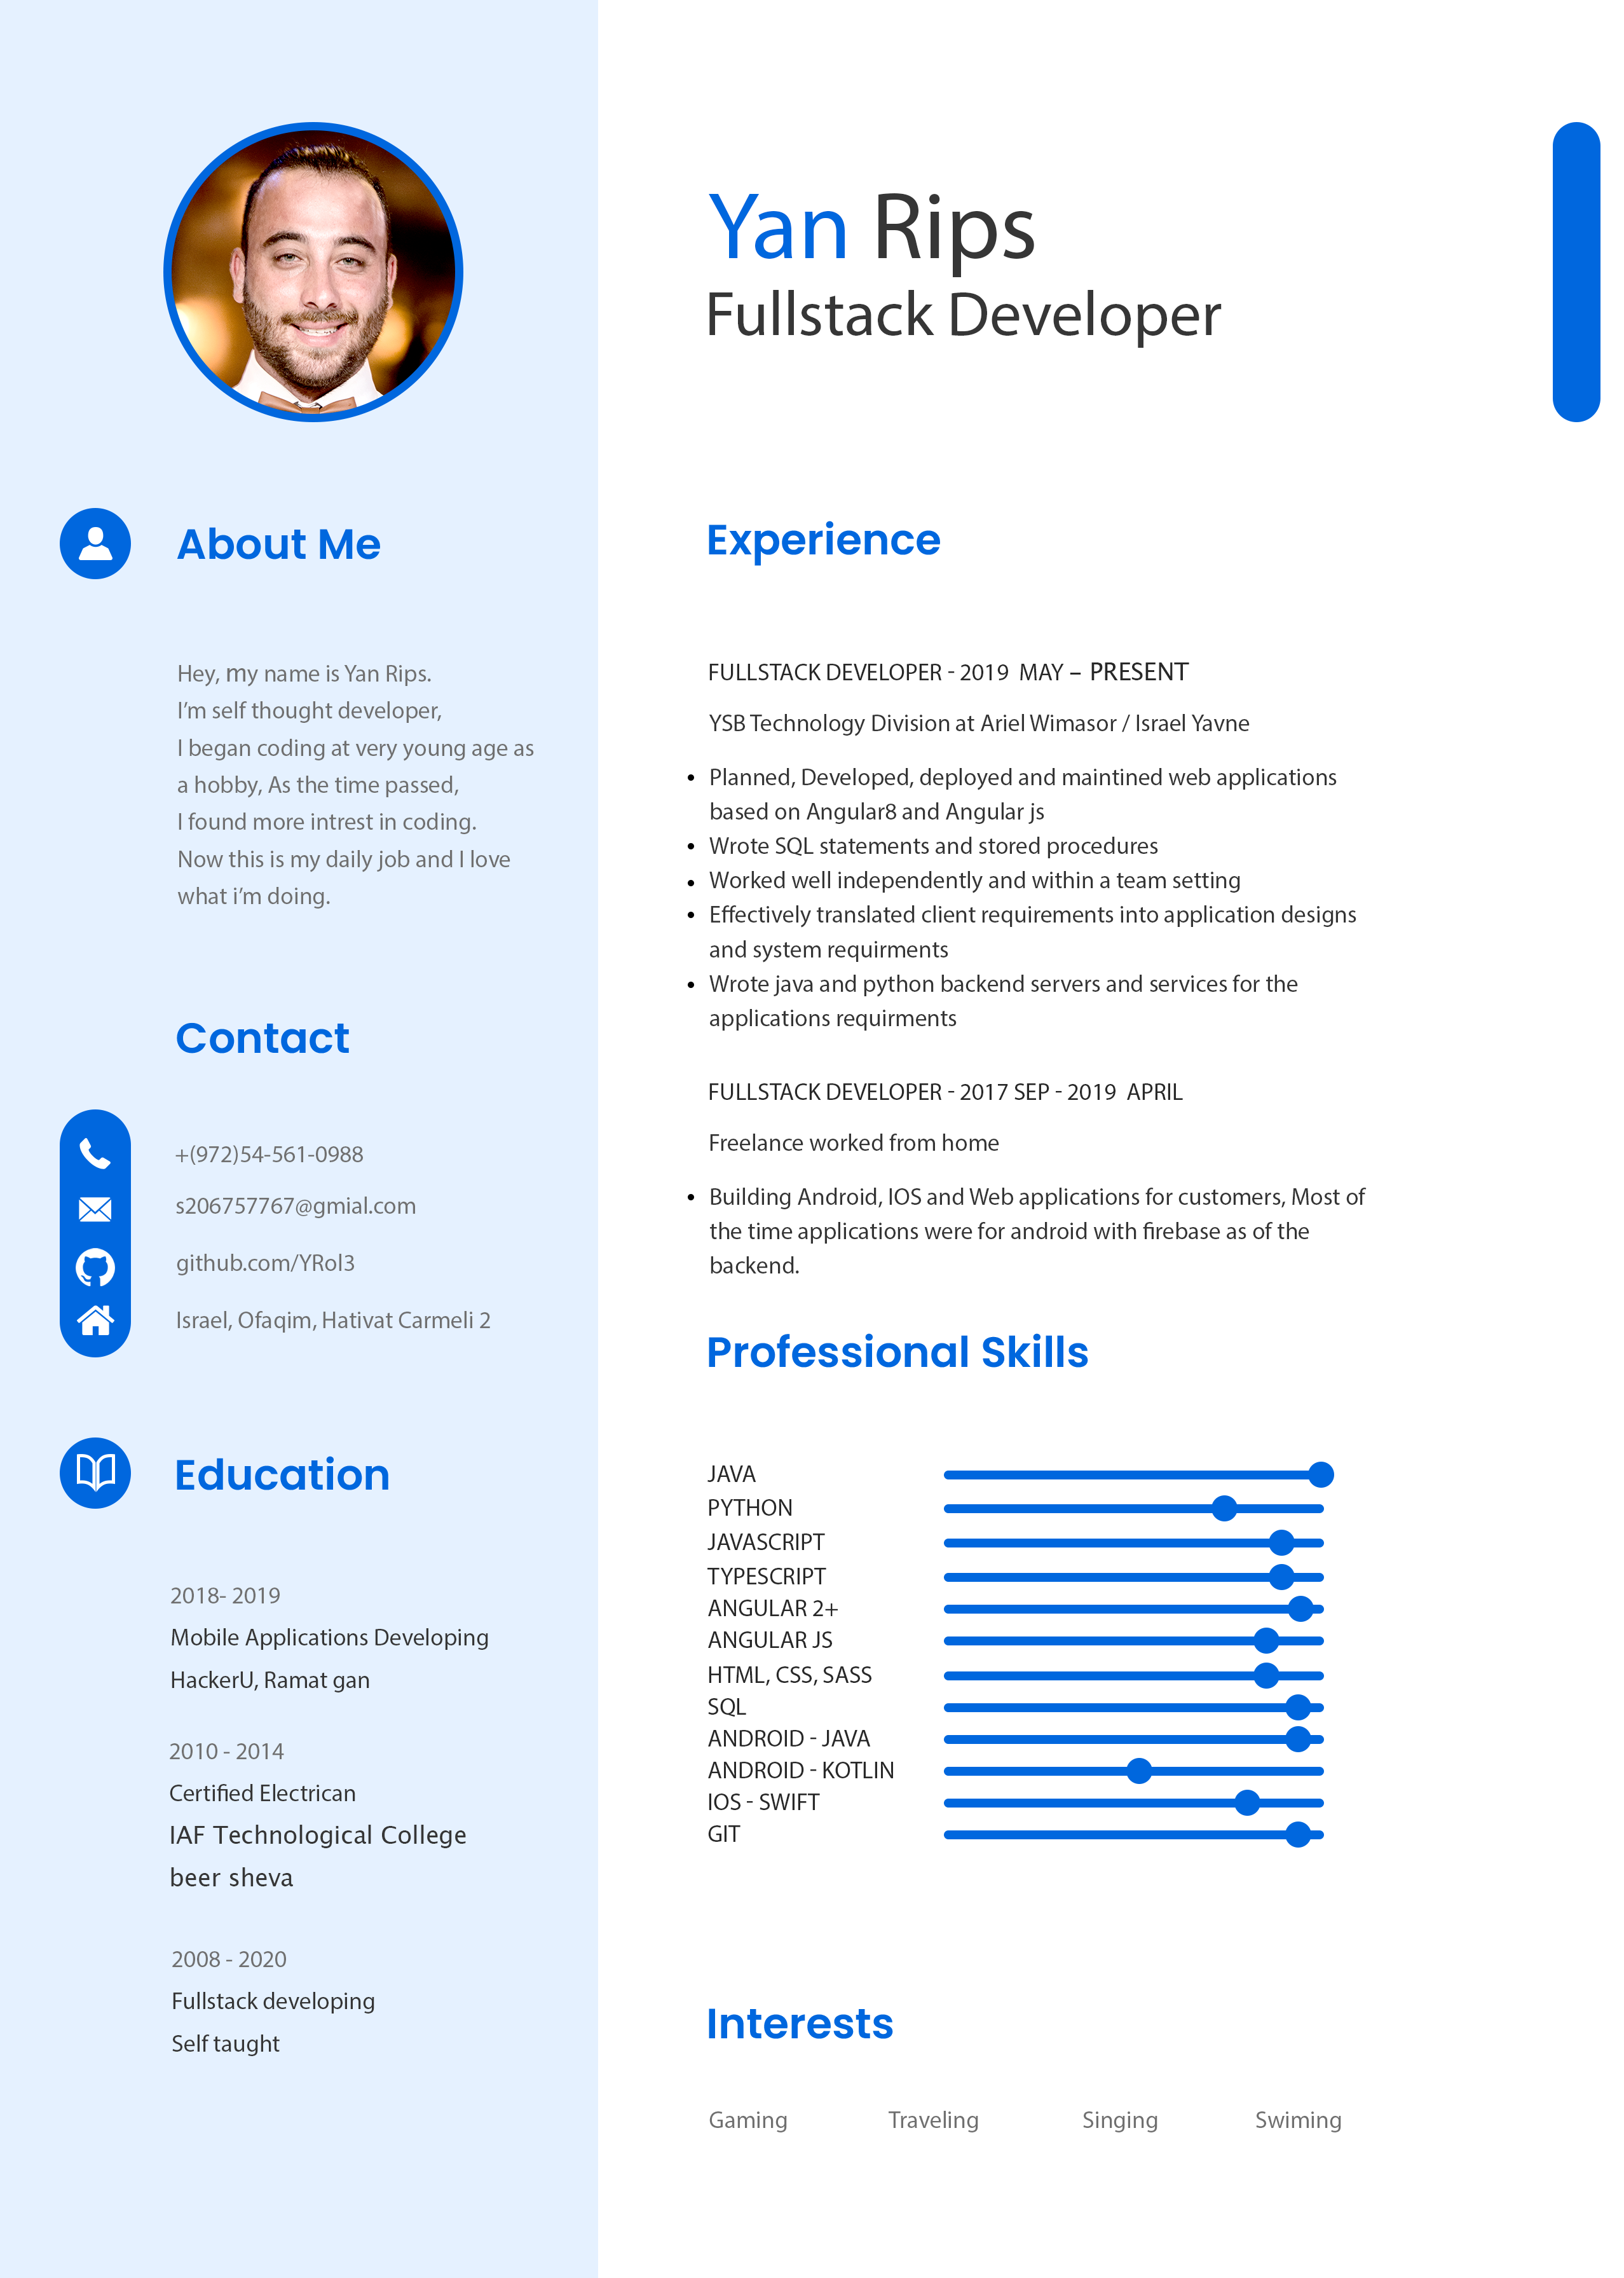 Yan Rips
Fullstack Developer
About Me
Hey, my name is Yan Rips.
I'm self thought developer,
I began coding at very young age as
a hobby, As the time passed,
I found more intrest in coding.
Now this is my daily job and I love
what i'm doing.
Contact
+(972)54-561-0988
s206757767@gmial.com
github.com/YRol3
Israel, Ofaqim, Hativat Carmeli 2
Education
2018- 2019
Mobile Applications Developing
HackerU, Ramat gan
2010 - 2014
Certified Electrican
IAF Technological College
beer sheva
2008 - 2020
Fullstack developing
Self taught
Experience
FULLSTACK DEVELOPER - 2019 MAY – PRESENT
YSB Technology Division at Ariel Wimasor / Israel Yavne
• Planned, Developed, deployed and maintined web applications
based on Angular8 and Angular js
• Wrote SQL statements and stored procedures
• Worked well independently and within a team setting
• Effectively translated client requirements into application designs
and system requirments
• Wrote java and python backend servers and services for the
applications requirments
FULLSTACK DEVELOPER - 2017 SEP - 2019 APRIL
Freelance worked from home
• Building Android, IOS and Web applications for customers, Most of
the time applications were for android with firebase as of the
backend.
Professional Skills
JAVA
PYTHON
JAVASCRIPT
TYPESCRIPT
ANGULAR 2+
ANGULAR JS
HTML, CSS, SASS
SQL
ANDROID - JAVA
ANDROID - KOTLIN
IOS - SWIFT
GIT
Interests
Gaming Traveling Singing Swiming